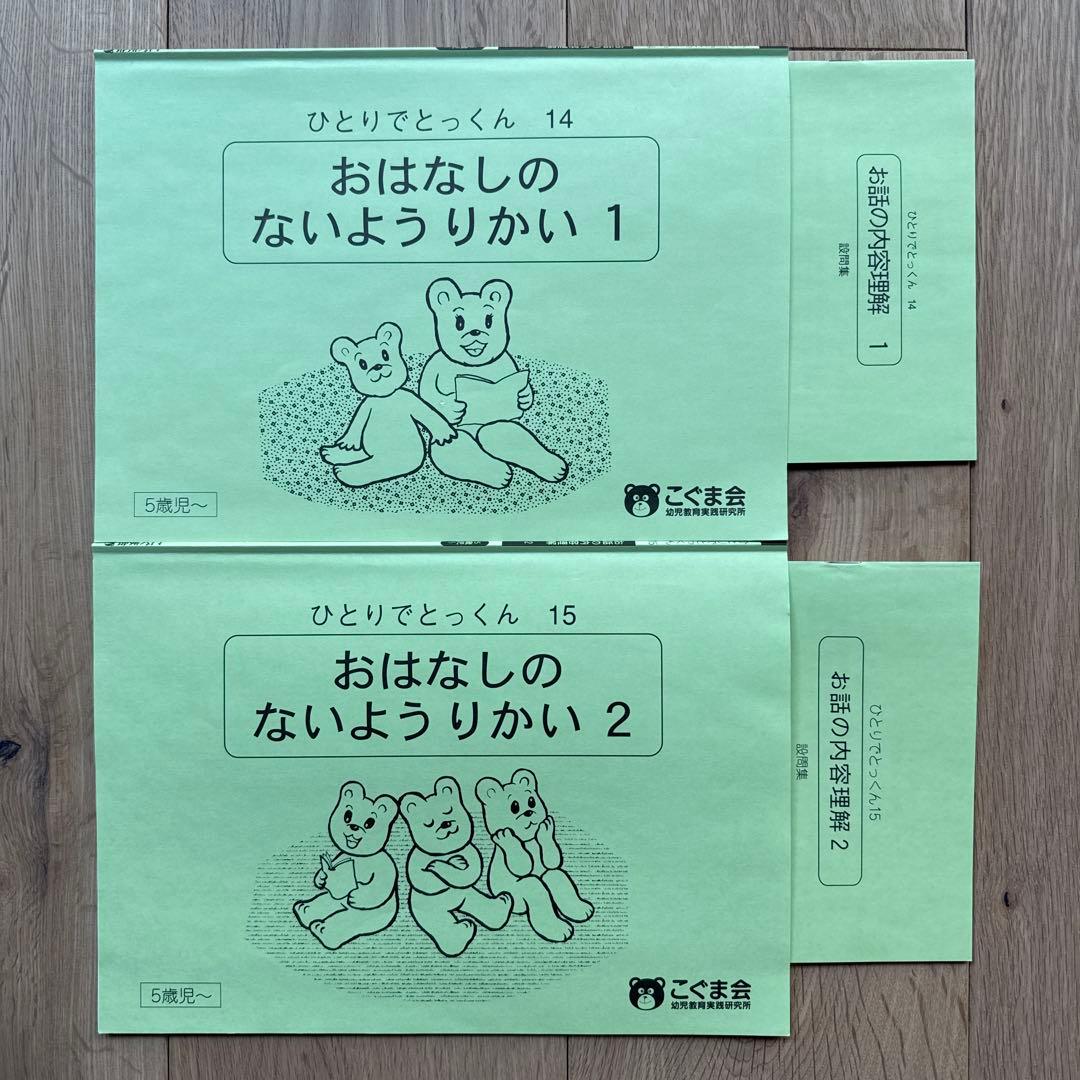 ひとりでとっくん 14
おはなしの
ないようりかい 1
5歳児〜
こぐま会
幼児教育実践研究所
ひとりでとっくん 14
お話の内容理解 1
設問集
ひとりでとっくん 15
おはなしの
ないようりかい 2
5歳児〜
こぐま会
幼児教育実践研究所
ひとりでとっくん15
お話の内容理解 2
設問集